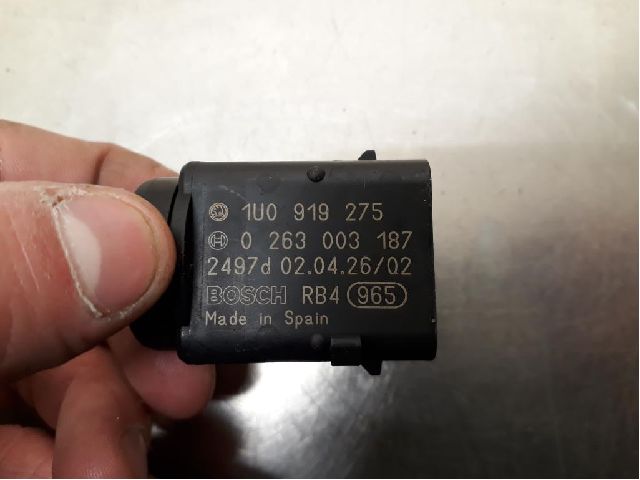 1U0 919 275
0 263 003 187
2497d 02.04.26/02
BOSCH RB4 965
Made in Spain